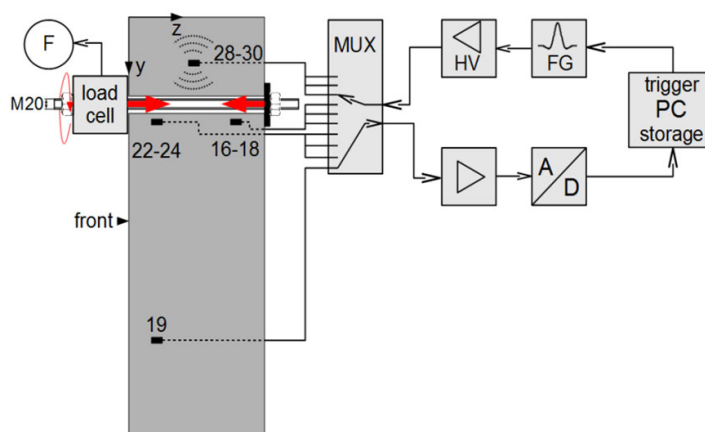 F
z
28-30
MUX
HV
FG
trigger
PC
storage
y
M20
load
cell
22-24
16-18
A
D
front
19